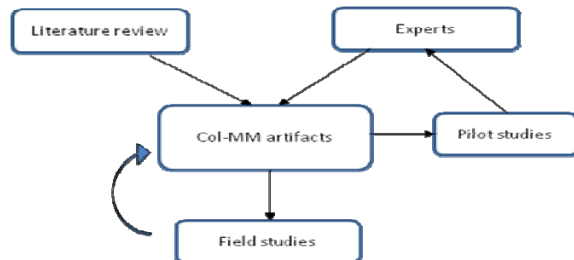 Literature review
Experts
Col-MM artifacts
Pilot studies
Field studies